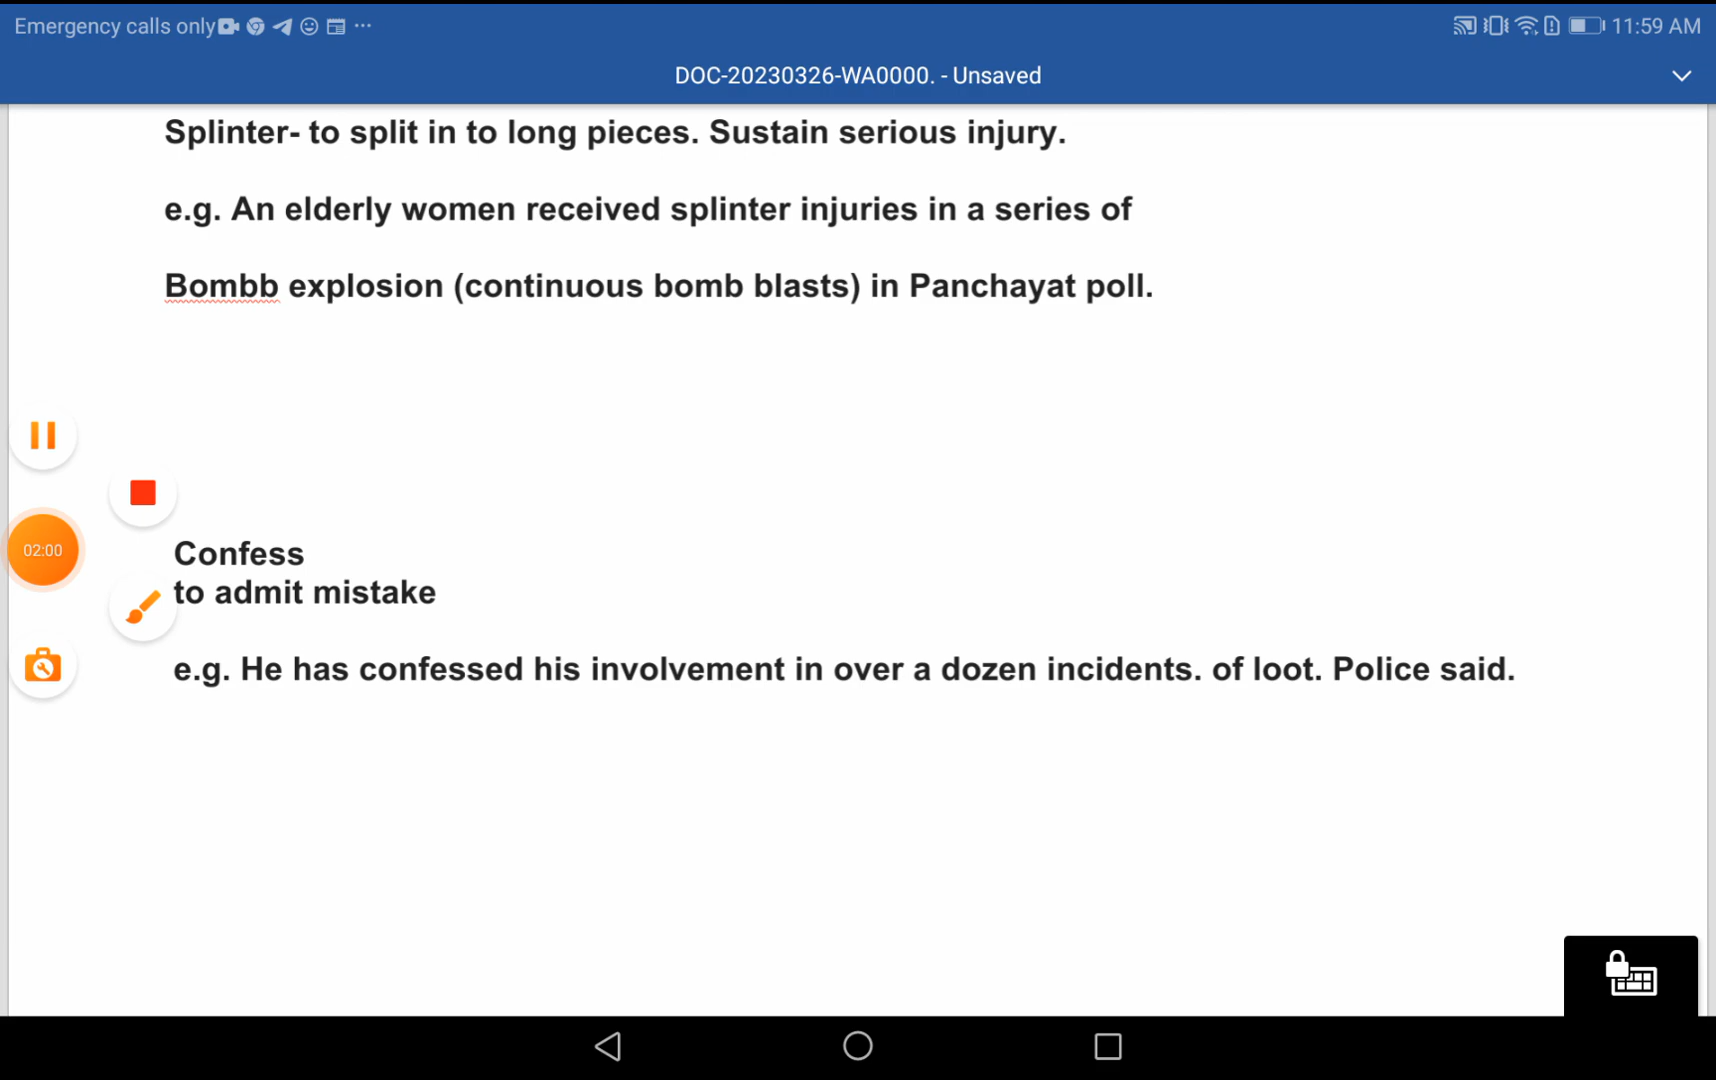 Emergency calls only
11:59 AM
DOC-20230326-WA0000. - Unsaved
Splinter- to split in to long pieces. Sustain serious injury.
e.g. An elderly women received splinter injuries in a series of
Bombb explosion (continuous bomb blasts) in Panchayat poll.
02:00
Confess
to admit mistake
e.g. He has confessed his involvement in over a dozen incidents. of loot. Police said.